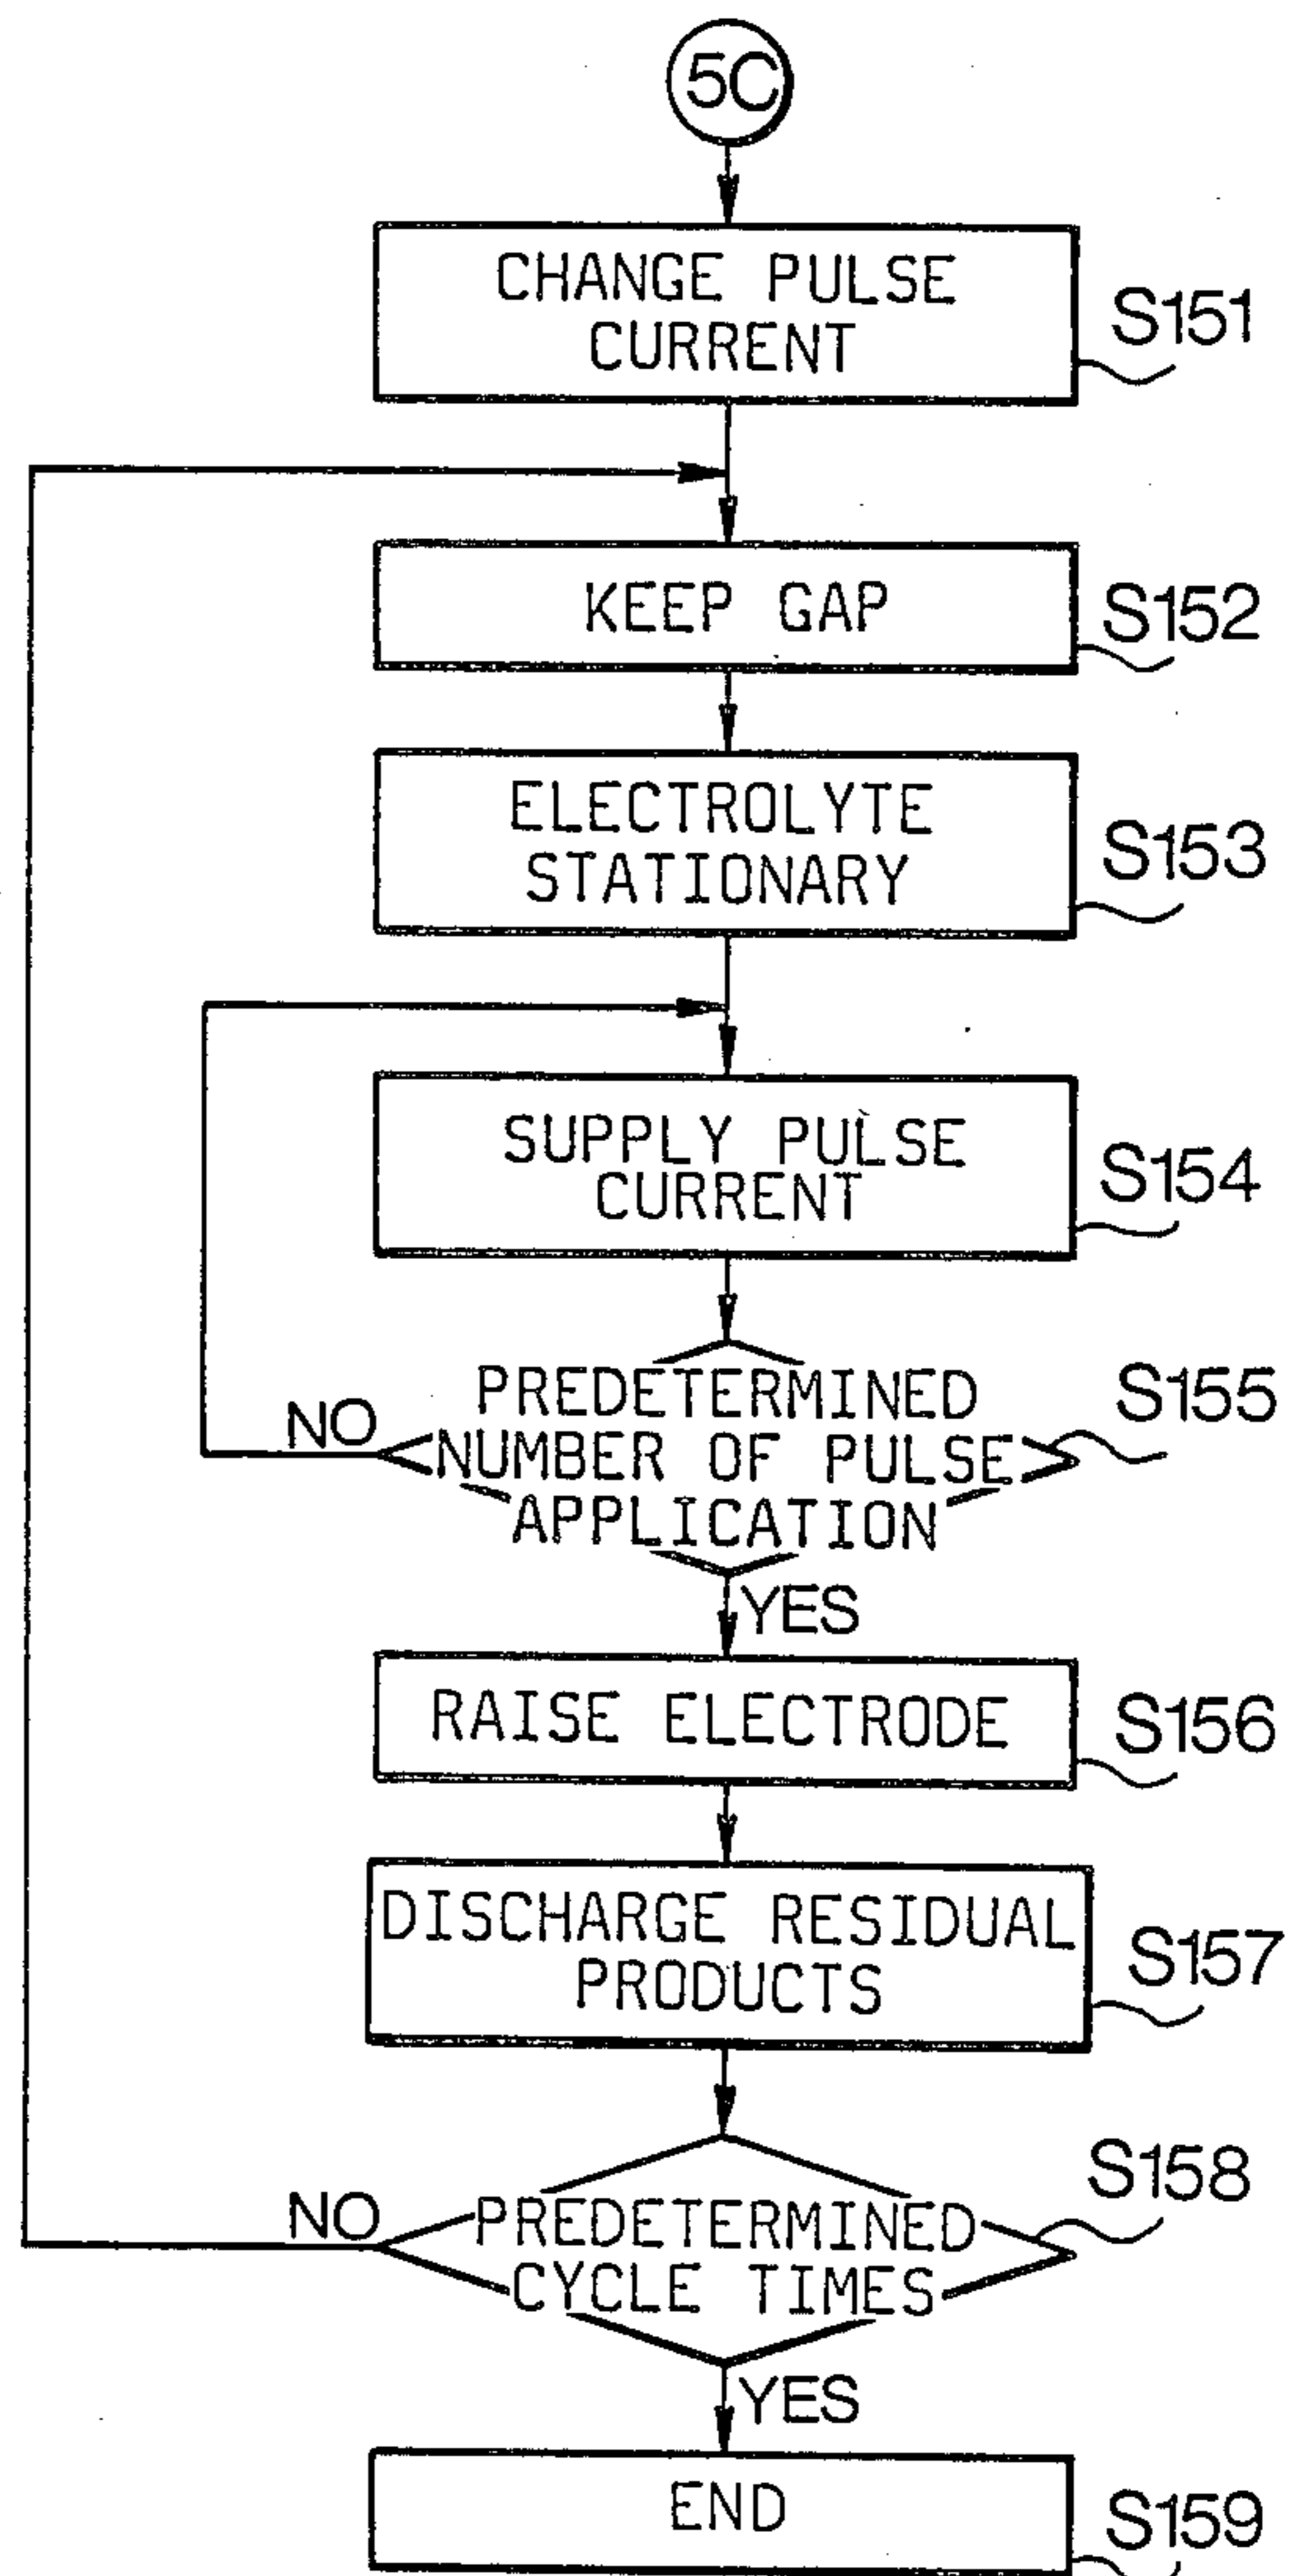 5C
CHANGE PULSE
CURRENT
S151
KEEP GAP
S152
ELECTROLYTE
STATIONARY
S153
SUPPLY PULSE
CURRENT
S154
PREDETERMINED
NUMBER OF PULSE
APPLICATION
S155
NO
YES
RAISE ELECTRODE
S156
DISCHARGE RESIDUAL
PRODUCTS
S157
PREDETERMINED
CYCLE TIMES
S158
NO
YES
END
S159